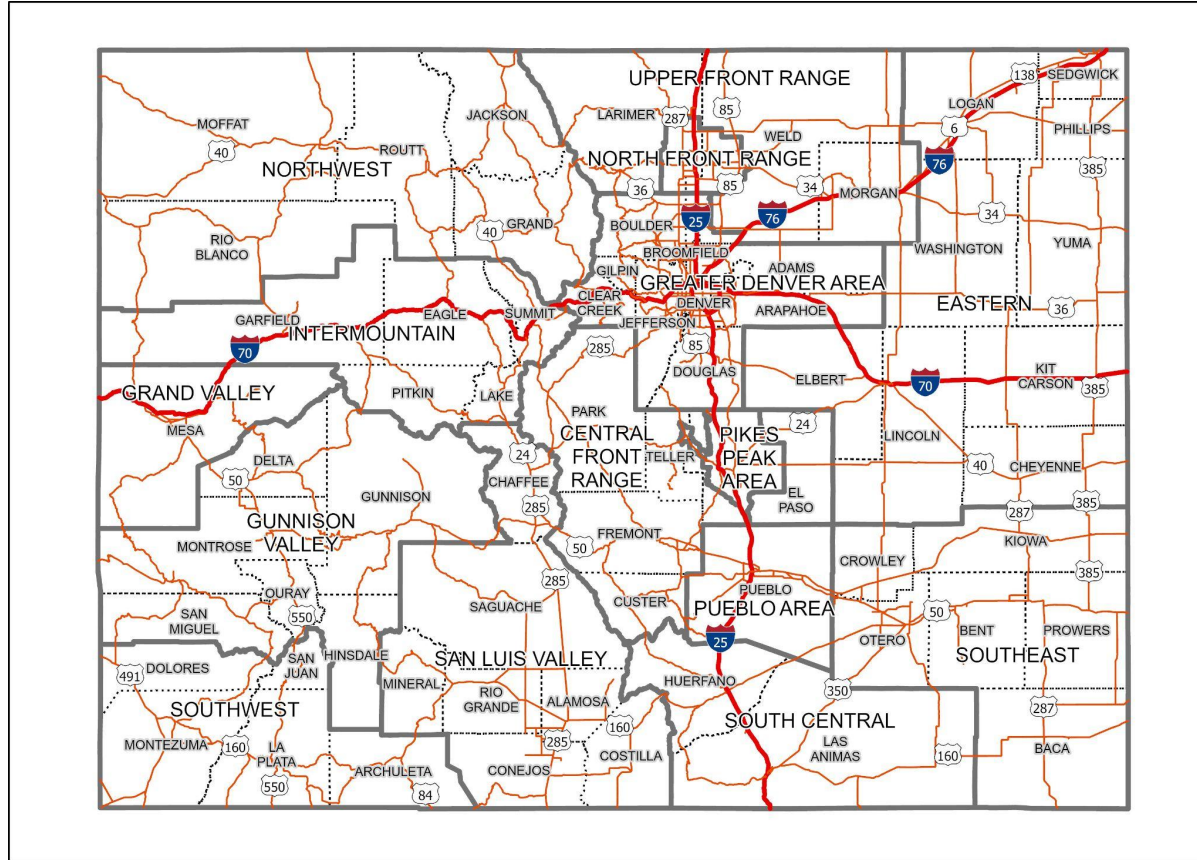 UPPER FRONT RANGE
138
SEDGWICK
JACKSON
LARIMER
287
85
LOGAN
MOFFAT
WELD
6
PHILLIPS
40
ROUTT
NORTHWEST
NORTH FRONT RANGE
76
385
36
85
34
MORGAN
GRAND
40
BOULDER
25
76
34
RIO
BLANCO
BROOMFIELD
WASHINGTON
YUMA
GILPIN
ADAMS
GREATER DENVER AREA
CLEAR
CREEK
DENVER
EASTERN
GARFIELD
EAGLE
SUMMIT
ARAPAHOE
36
INTERMOUNTAIN
JEFFERSON
70
285
85
DOUGLAS
ELBERT
70
KIT
CARSON
385
GRAND VALLEY
PITKIN
LAKE
PARK
24
MESA
CENTRAL
FRONT
RANGE
PIKES
PEAK
AREA
LINCOLN
24
TELLER
DELTA
40
CHEYENNE
50
CHAFFEE
GUNNISON
EL
PASO
385
285
287
GUNNISON
VALLEY
FREMONT
MONTROSE
50
KIOWA
CROWLEY
385
285
PUEBLO
OURAY
SAGUACHE
CUSTER
PUEBLO AREA
50
SAN
MIGUEL
550
BENT
PROWERS
25
OTERO
SAN
JUAN
HINSDALE
SAN LUIS VALLEY
SOUTHEAST
DOLORES
491
MINERAL
HUERFANO
350
RIO
GRANDE
ALAMOSA
SOUTHWEST
287
160
SOUTH CENTRAL
MONTEZUMA
160
LA
PLATA
285
COSTILLA
LAS
ANIMAS
160
BACA
ARCHULETA
CONEJOS
550
84